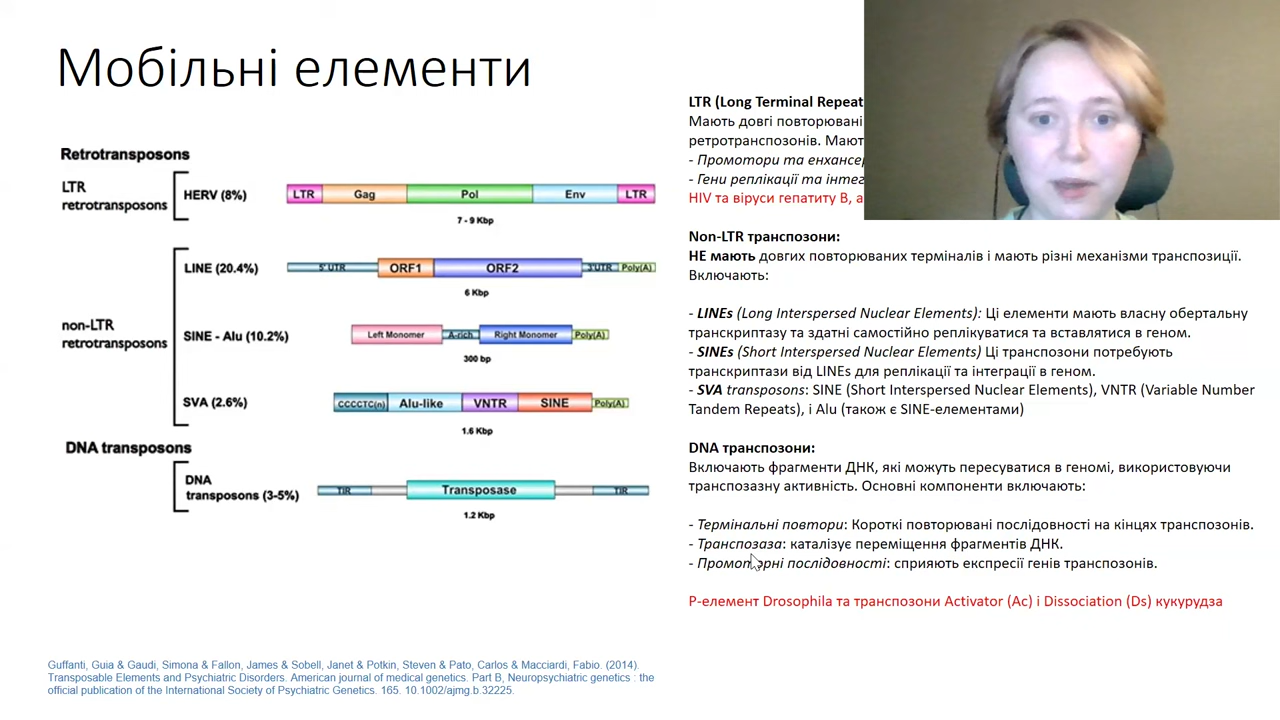 Мобільні елементи
Retrotransposons
LTR
retrotransposons
HERV (8%)
LTR Gag Pol Env LTR
7 - 9 Kbp
non-LTR
retrotransposons
LINE (20.4%)
5' UTR ORF1 ORF2 3'UTR Poly(A)
6 Kbp
SINE - Alu (10.2%)
Left Monomer A-rich Right Monomer Poly(A)
300 bp
SVA (2.6%)
CCCCTC(n) Alu-like VNTR SINE Poly(A)
1.6 Kbp
DNA transposons
DNA
transposons (3-5%)
TIR Transposase TIR
1.2 Kbp
LTR (Long Terminal Repeat
Мають довгі повторювані
ретротранспозонів. Мают
- Промотори та енхансер
- Гени реплікації та інтег
HIV та віруси гепатиту B, а
Non-LTR транспозони:
НЕ мають довгих повторюваних терміналів і мають різні механізми транспозиції.
Включають:
- LINEs (Long Interspersed Nuclear Elements): Ці елементи мають власну обертальну
транскриптазу та здатні самостійно реплікуватися та вставлятися в геном.
- SINEs (Short Interspersed Nuclear Elements) Ці транспозони потребують
транскриптази від LINEs для реплікації та інтеграції в геном.
- SVA transposons: SINE (Short Interspersed Nuclear Elements), VNTR (Variable Number
Tandem Repeats), і Alu (також є SINE-елементами)
DNA транспозони:
Включають фрагменти ДНК, які можуть пересуватися в геномі, використовуючи
транспозазну активність. Основні компоненти включають:
- Термінальні повтори: Короткі повторювані послідовності на кінцях транспозонів.
- Транспозаза: каталізує переміщення фрагментів ДНК.
- Промоторні послідовності: сприяють експресії генів транспозонів.
P-елемент Drosophila та транспозони Activator (Ac) і Dissociation (Ds) кукурудза
Guffanti, Guia & Gaudi, Simona & Fallon, James & Sobell, Janet & Potkin, Steven & Pato, Carlos & Macciardi, Fabio. (2014).
Transposable Elements and Psychiatric Disorders. American journal of medical genetics. Part B, Neuropsychiatric genetics : the
official publication of the International Society of Psychiatric Genetics. 165. 10.1002/ajmg.b.32225.